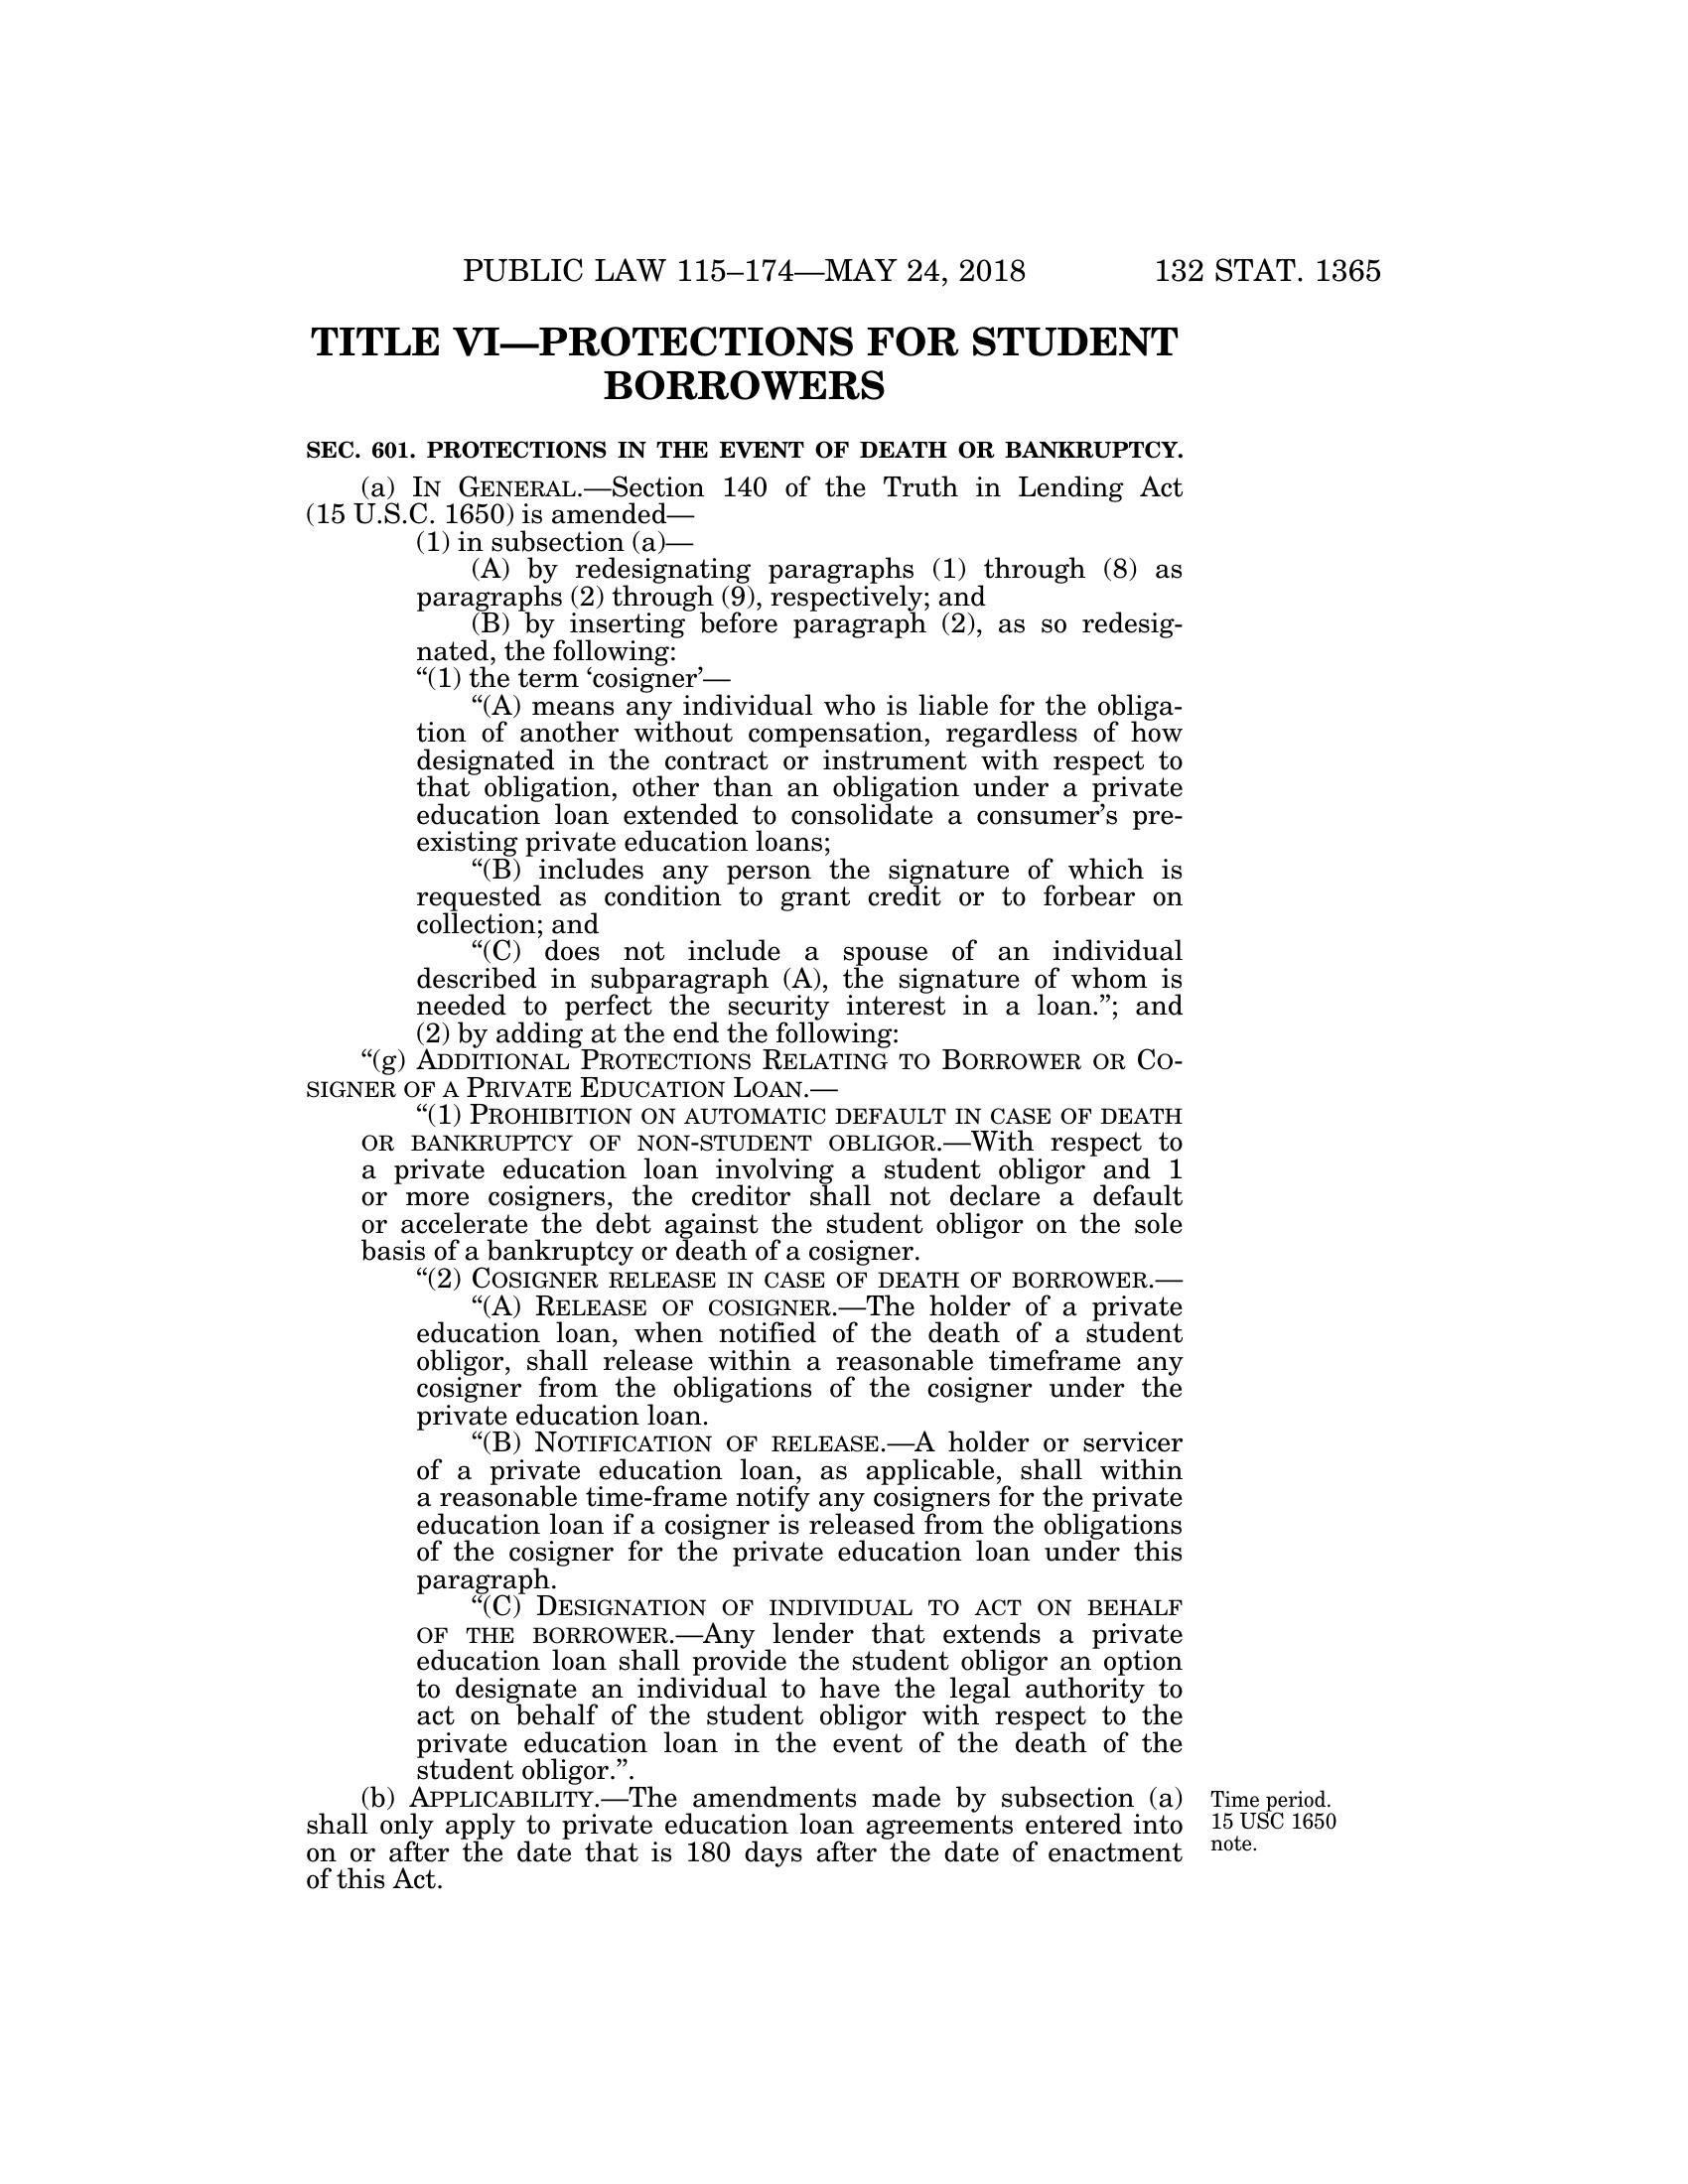 PUBLIC LAW 115–174—MAY 24, 2018 132 STAT. 1365
TITLE VI—PROTECTIONS FOR STUDENT
BORROWERS
SEC. 601. PROTECTIONS IN THE EVENT OF DEATH OR BANKRUPTCY.
(a) IN GENERAL.—Section 140 of the Truth in Lending Act
(15 U.S.C. 1650) is amended—
(1) in subsection (a)—
(A) by redesignating paragraphs (1) through (8) as
paragraphs (2) through (9), respectively; and
(B) by inserting before paragraph (2), as so redesig-
nated, the following:
“(1) the term ‘cosigner’—
“(A) means any individual who is liable for the obliga-
tion of another without compensation, regardless of how
designated in the contract or instrument with respect to
that obligation, other than an obligation under a private
education loan extended to consolidate a consumer’s pre-
existing private education loans;
“(B) includes any person the signature of which is
requested as condition to grant credit or to forbear on
collection; and
“(C) does not include a spouse of an individual
described in subparagraph (A), the signature of whom is
needed to perfect the security interest in a loan.”; and
(2) by adding at the end the following:
“(g) ADDITIONAL PROTECTIONS RELATING TO BORROWER OR CO-
SIGNER OF A PRIVATE EDUCATION LOAN.—
“(1) PROHIBITION ON AUTOMATIC DEFAULT IN CASE OF DEATH
OR BANKRUPTCY OF NON-STUDENT OBLIGOR.—With respect to
a private education loan involving a student obligor and 1
or more cosigners, the creditor shall not declare a default
or accelerate the debt against the student obligor on the sole
basis of a bankruptcy or death of a cosigner.
“(2) COSIGNER RELEASE IN CASE OF DEATH OF BORROWER.—
“(A) RELEASE OF COSIGNER.—The holder of a private
education loan, when notified of the death of a student
obligor, shall release within a reasonable timeframe any
cosigner from the obligations of the cosigner under the
private education loan.
“(B) NOTIFICATION OF RELEASE.—A holder or servicer
of a private education loan, as applicable, shall within
a reasonable time-frame notify any cosigners for the private
education loan if a cosigner is released from the obligations
of the cosigner for the private education loan under this
paragraph.
“(C) DESIGNATION OF INDIVIDUAL TO ACT ON BEHALF
OF THE BORROWER.—Any lender that extends a private
education loan shall provide the student obligor an option
to designate an individual to have the legal authority to
act on behalf of the student obligor with respect to the
private education loan in the event of the death of the
student obligor.”.
(b) APPLICABILITY.—The amendments made by subsection (a)
shall only apply to private education loan agreements entered into
on or after the date that is 180 days after the date of enactment
of this Act.
Time period.
15 USC 1650
note.